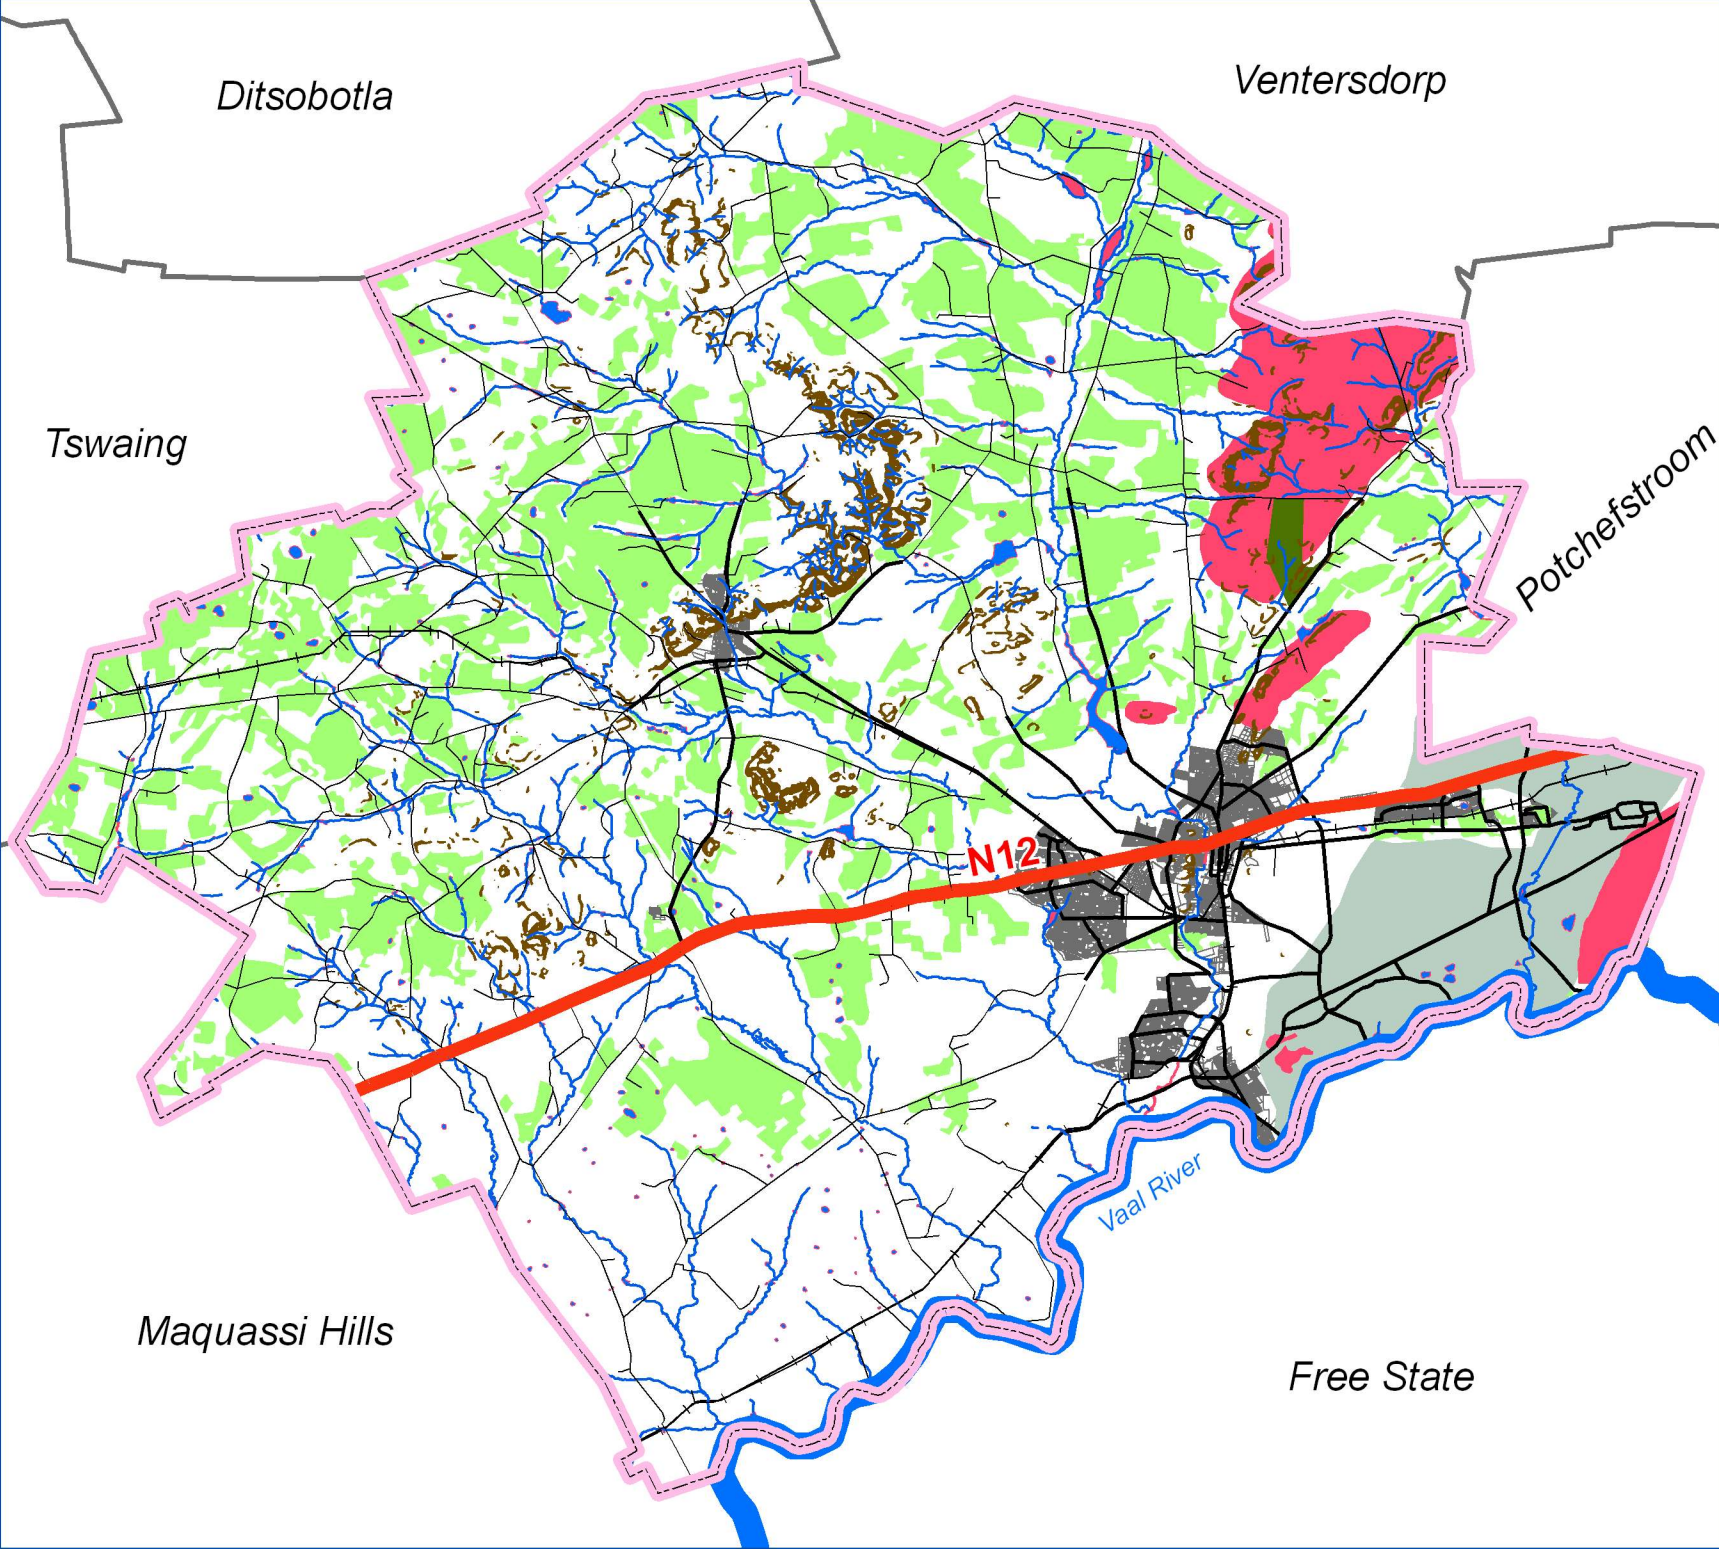 Ventersdorp
Ditsobotla
Tswaing
Potchefstroom
N12
Vaal River
Maquassi Hills
Free State